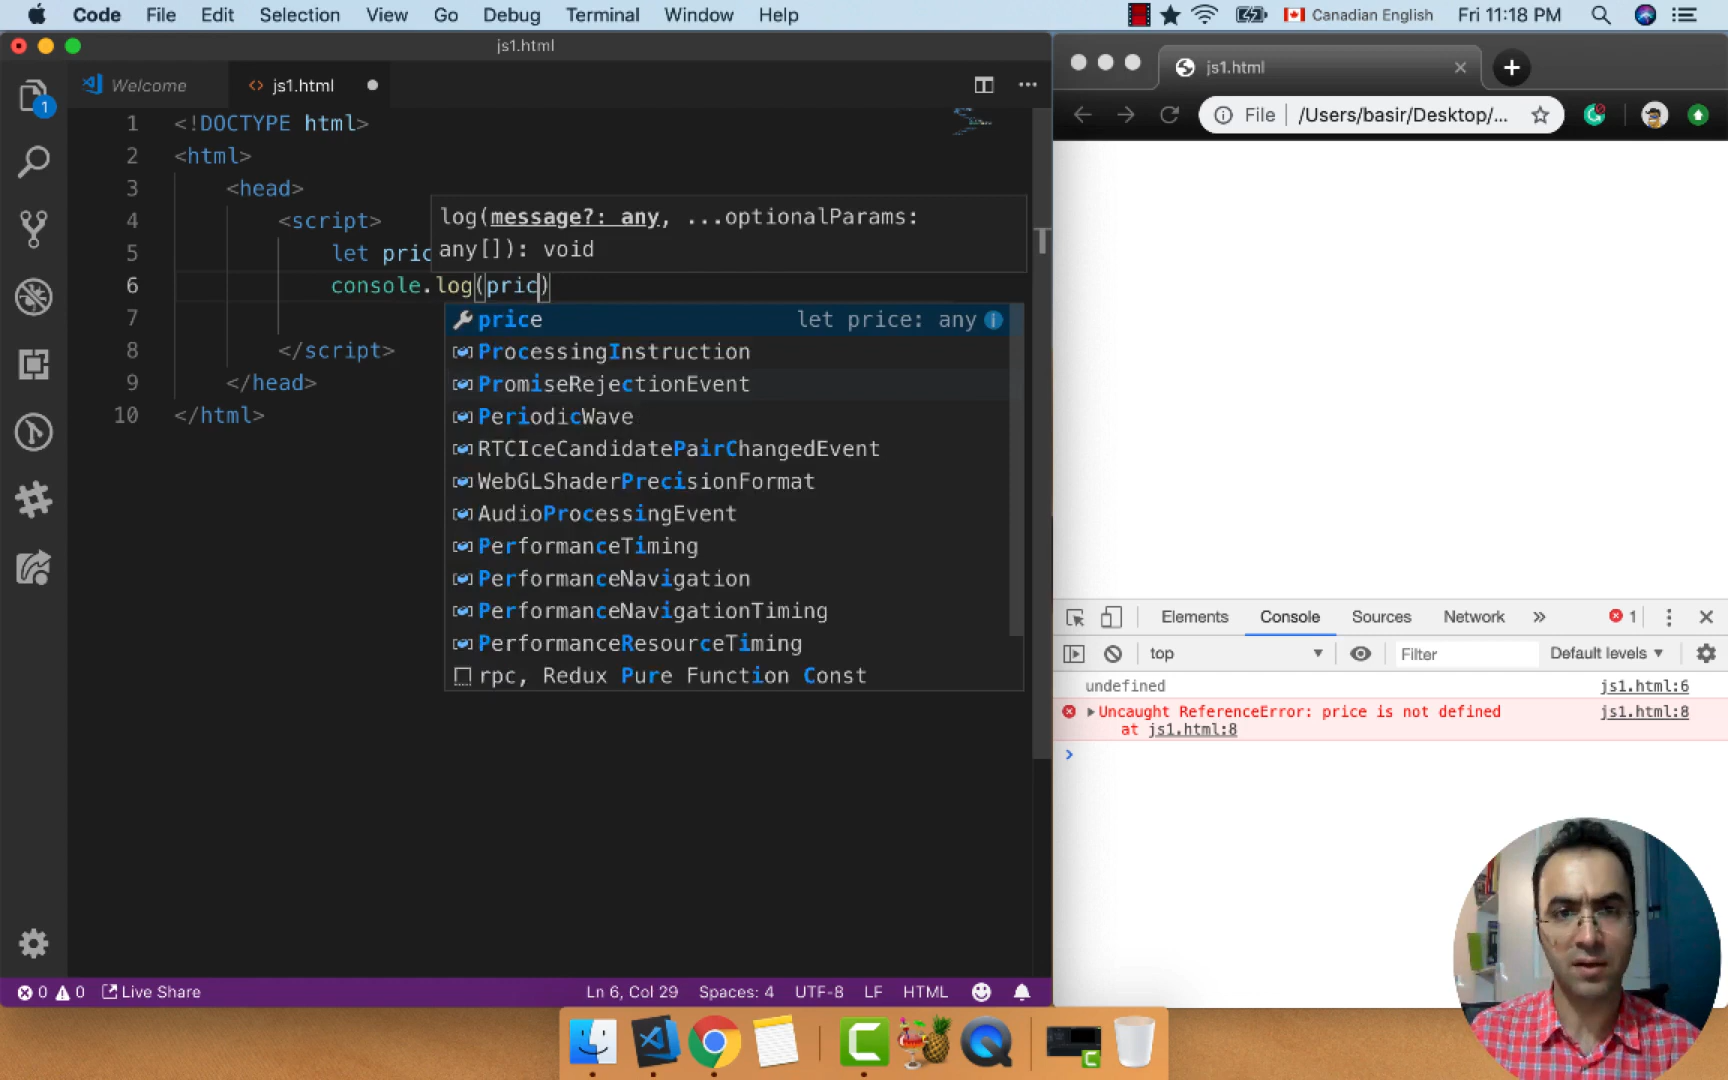 Code File Edit Selection View Go Debug Terminal Window Help Canadian English Fri 11:18 PM
js1.html
Welcome <> js1.html
js1.html
File /Users/basir/Desktop/...
1
1 <!DOCTYPE html>
2 <html>
3 <head>
4 <script>
5 let pric
6 console.log(pric)
7
8 </script>
9 </head>
10 </html>
log(message?: any, ...optionalParams:
any[]): void
price let price: any
ProcessingInstruction
PromiseRejectionEvent
PeriodicWave
RTCIceCandidatePairChangedEvent
WebGLShaderPrecisionFormat
AudioProcessingEvent
PerformanceTiming
PerformanceNavigation
PerformanceNavigationTiming
PerformanceResourceTiming
rpc, Redux Pure Function Const
Elements Console Sources Network » 1
top Filter Default levels
undefined js1.html:6
Uncaught ReferenceError: price is not defined js1.html:8
at js1.html:8
0 0 Live Share Ln 6, Col 29 Spaces: 4 UTF-8 LF HTML